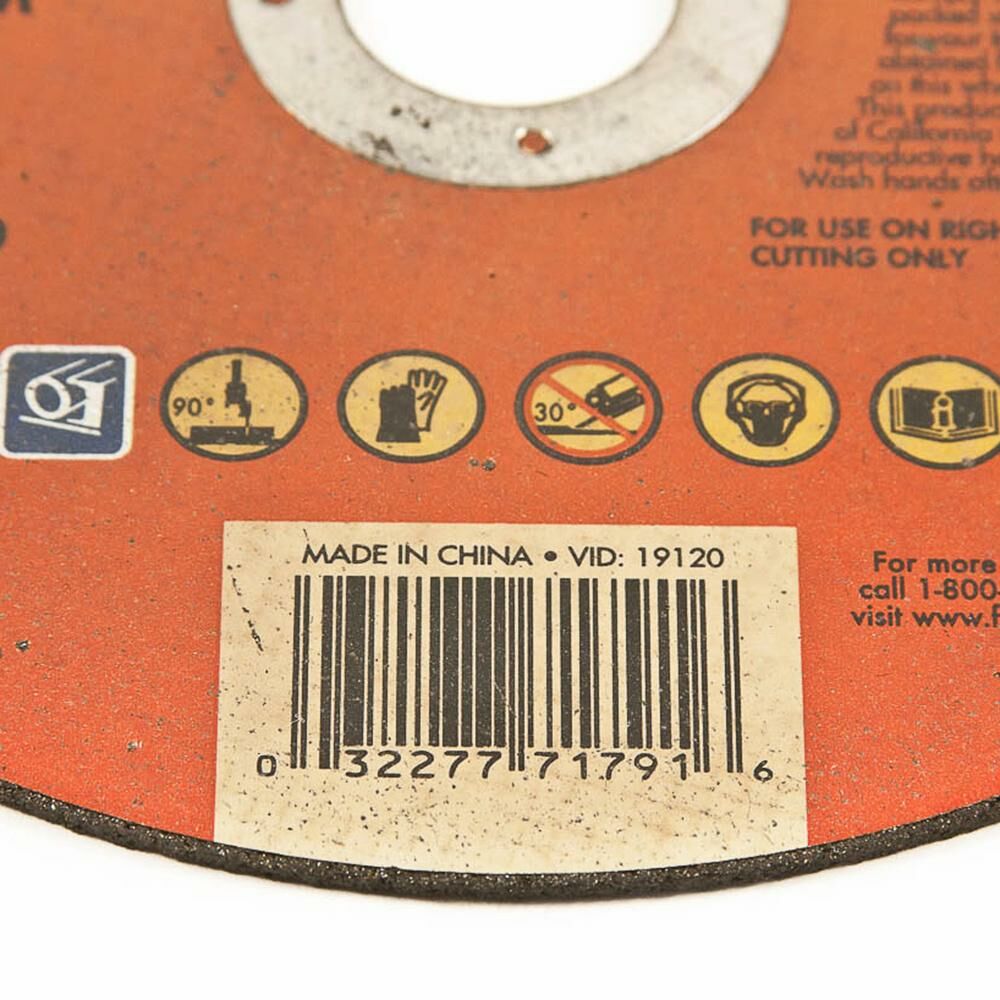 on this
This produc
of California
reproductive h
Wash hands aft
FOR USE ON RIGH
CUTTING ONLY
90°
30°
i
MADE IN CHINA • VID: 19120
For more
call 1-800-
visit www.f
0 32277 71791 6